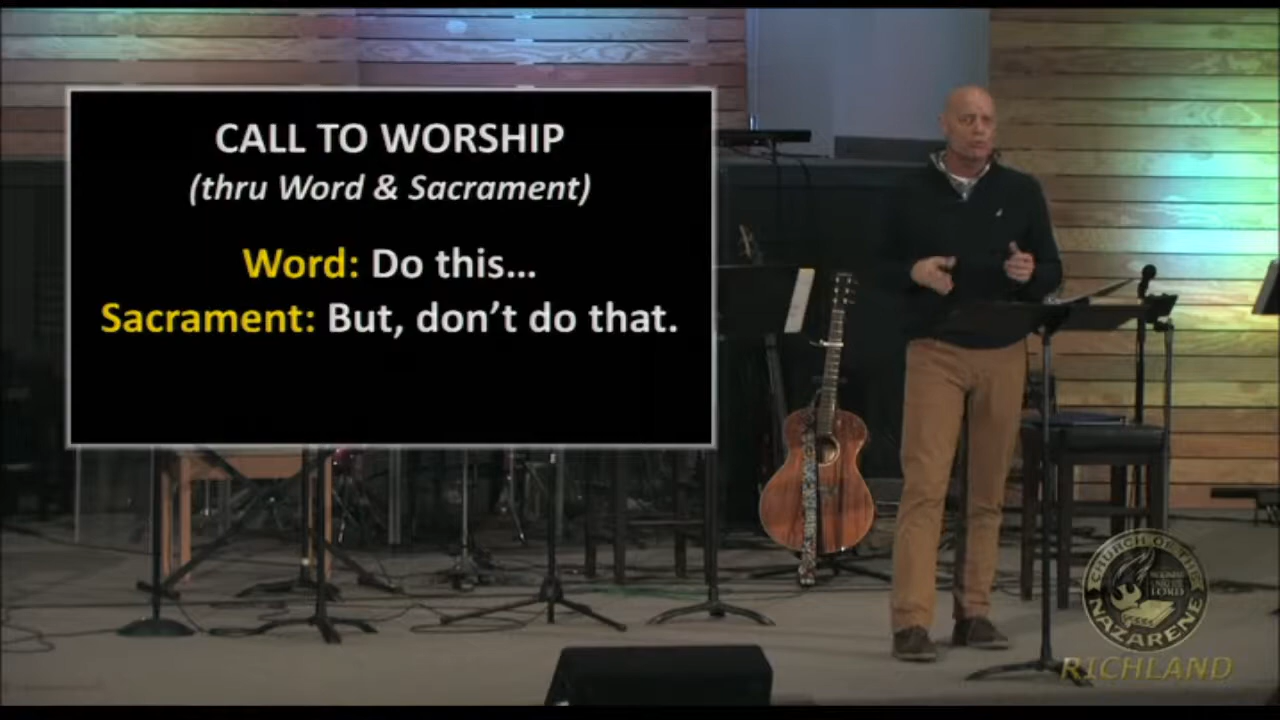 CALL TO WORSHIP
(thru Word & Sacrament)
Word: Do this...
Sacrament: But, don't do that.
CHURCH OF THE
LORD
NAZARENE
RICHLAND